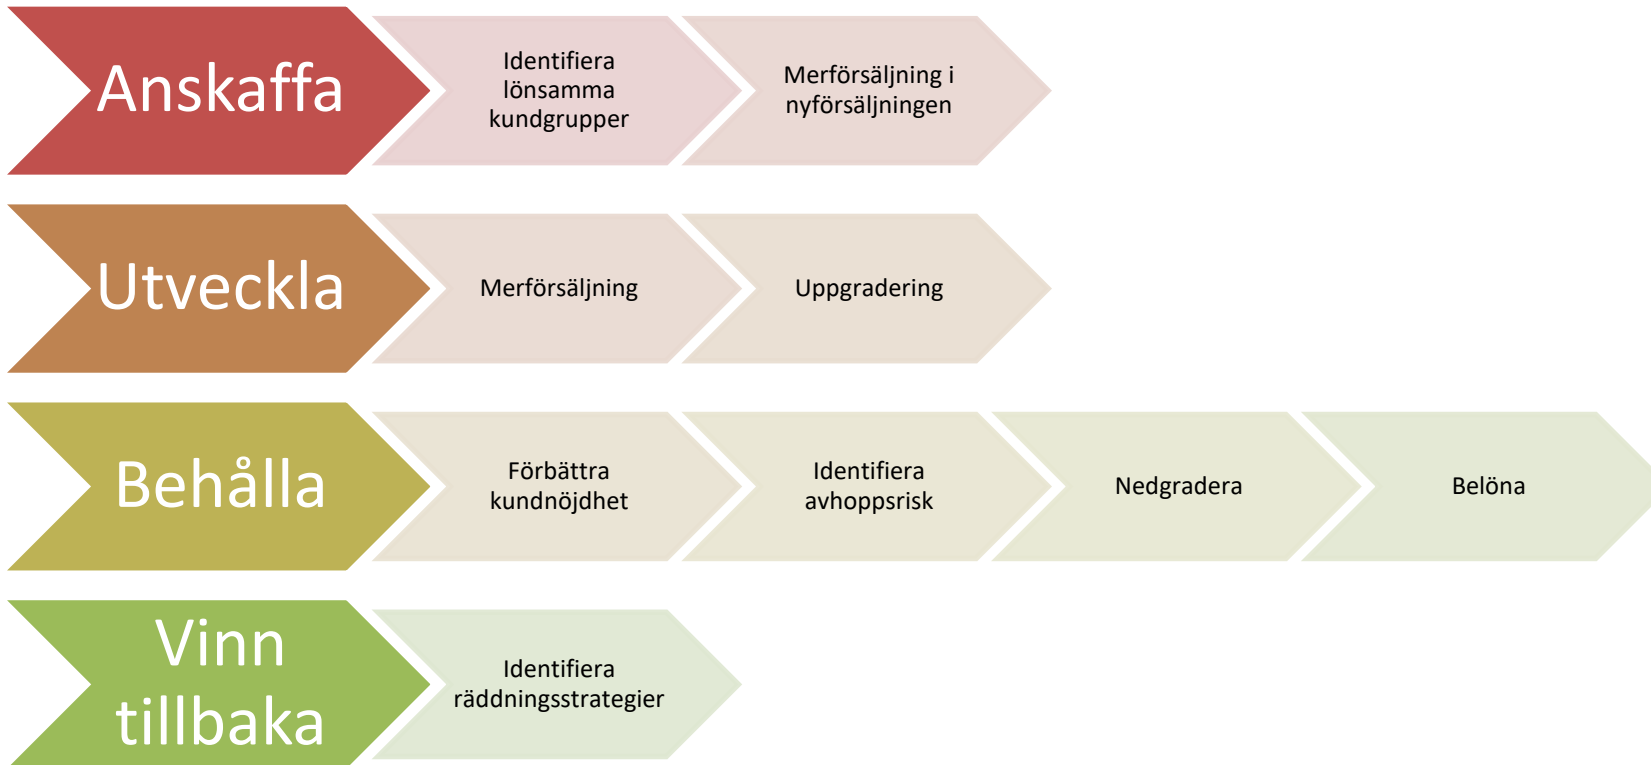 Anskaffa
Identifiera
lönsamma
kundgrupper
Merförsäljning i
nyförsäljningen
Utveckla
Merförsäljning
Uppgradering
Behålla
Förbättra
kundnöjdhet
Identifiera
avhoppsrisk
Nedgradera
Belöna
Vinn
tillbaka
Identifiera
räddningsstrategier